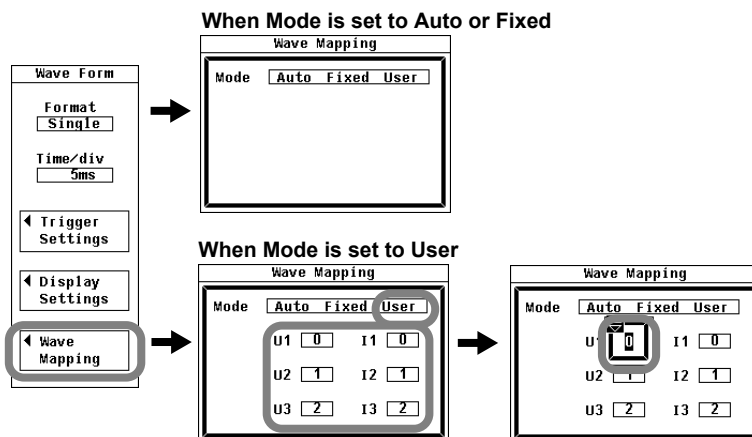 When Mode is set to Auto or Fixed
Wave Mapping
Mode Auto Fixed User
Wave Form
Format
Single
Time/div
5ms
Trigger
Settings
Display
Settings
Wave
Mapping
When Mode is set to User
Wave Mapping
Mode Auto Fixed User
U1 0 I1 0
U2 1 I2 1
U3 2 I3 2
Wave Mapping
Mode Auto Fixed User
U1 0 I1 0
U2 1 I2 1
U3 2 I3 2